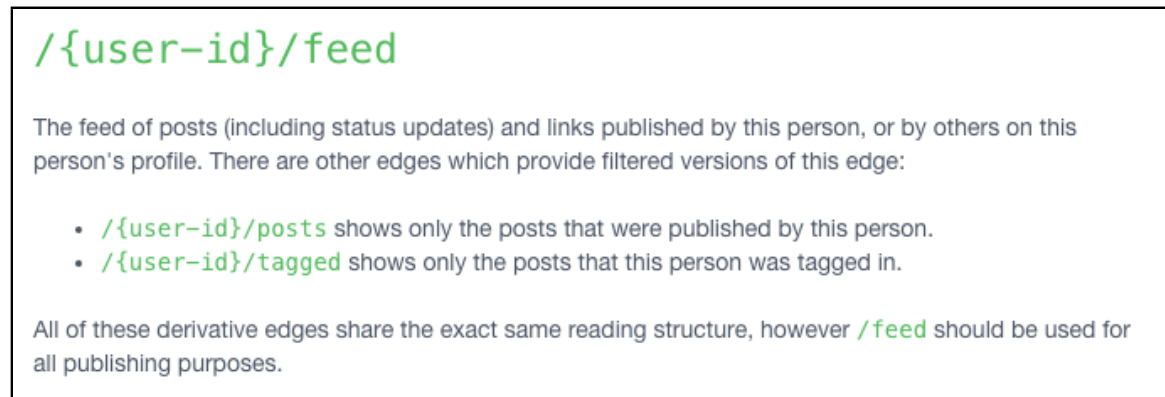 /{user-id}/feed
The feed of posts (including status updates) and links published by this person, or by others on this
person's profile. There are other edges which provide filtered versions of this edge:
• /{user-id}/posts shows only the posts that were published by this person.
• /{user-id}/tagged shows only the posts that this person was tagged in.
All of these derivative edges share the exact same reading structure, however /feed should be used for
all publishing purposes.